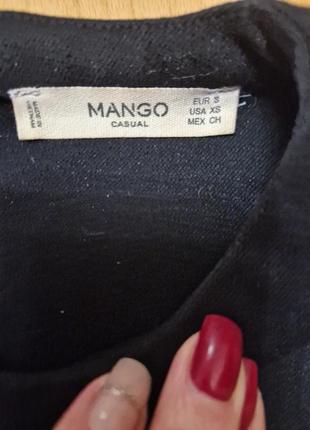 MANGO
CASUAL
EUR S
USA XS
MEX CH